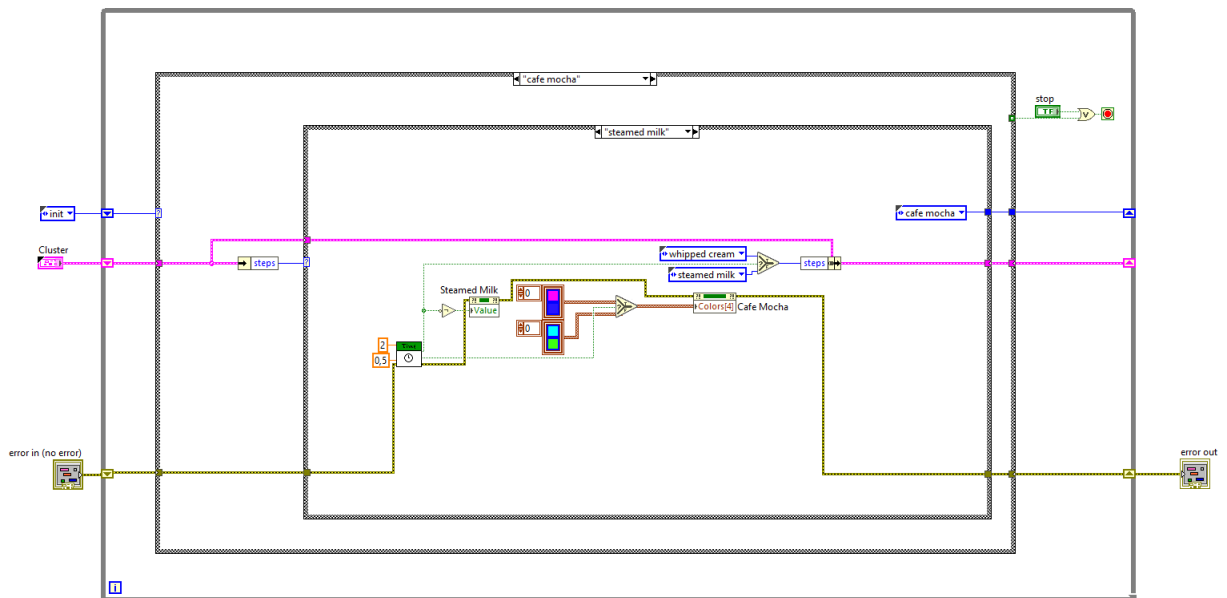 "cafe mocha"
stop
TF
V
"steamed milk"
init
cafe mocha
Cluster
steps
whipped cream
steamed milk
steps
Steamed Milk
Value
0
0
Colors[4]
Cafe Mocha
2
0,5
error in (no error)
error out
i